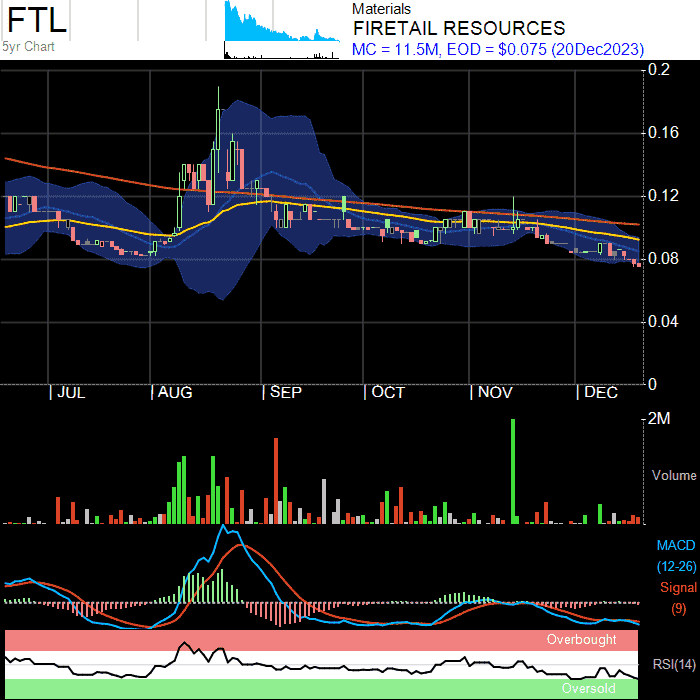 FTL
5yr Chart
Materials
FIRETAIL RESOURCES
MC = 11.5M, EOD = $0.075 (20Dec2023)
0.2
0.16
0.12
0.08
0.04
0
JUL AUG SEP OCT NOV DEC
2M
Volume
MACD
(12-26)
Signal
(9)
Overbought
RSI(14)
Oversold